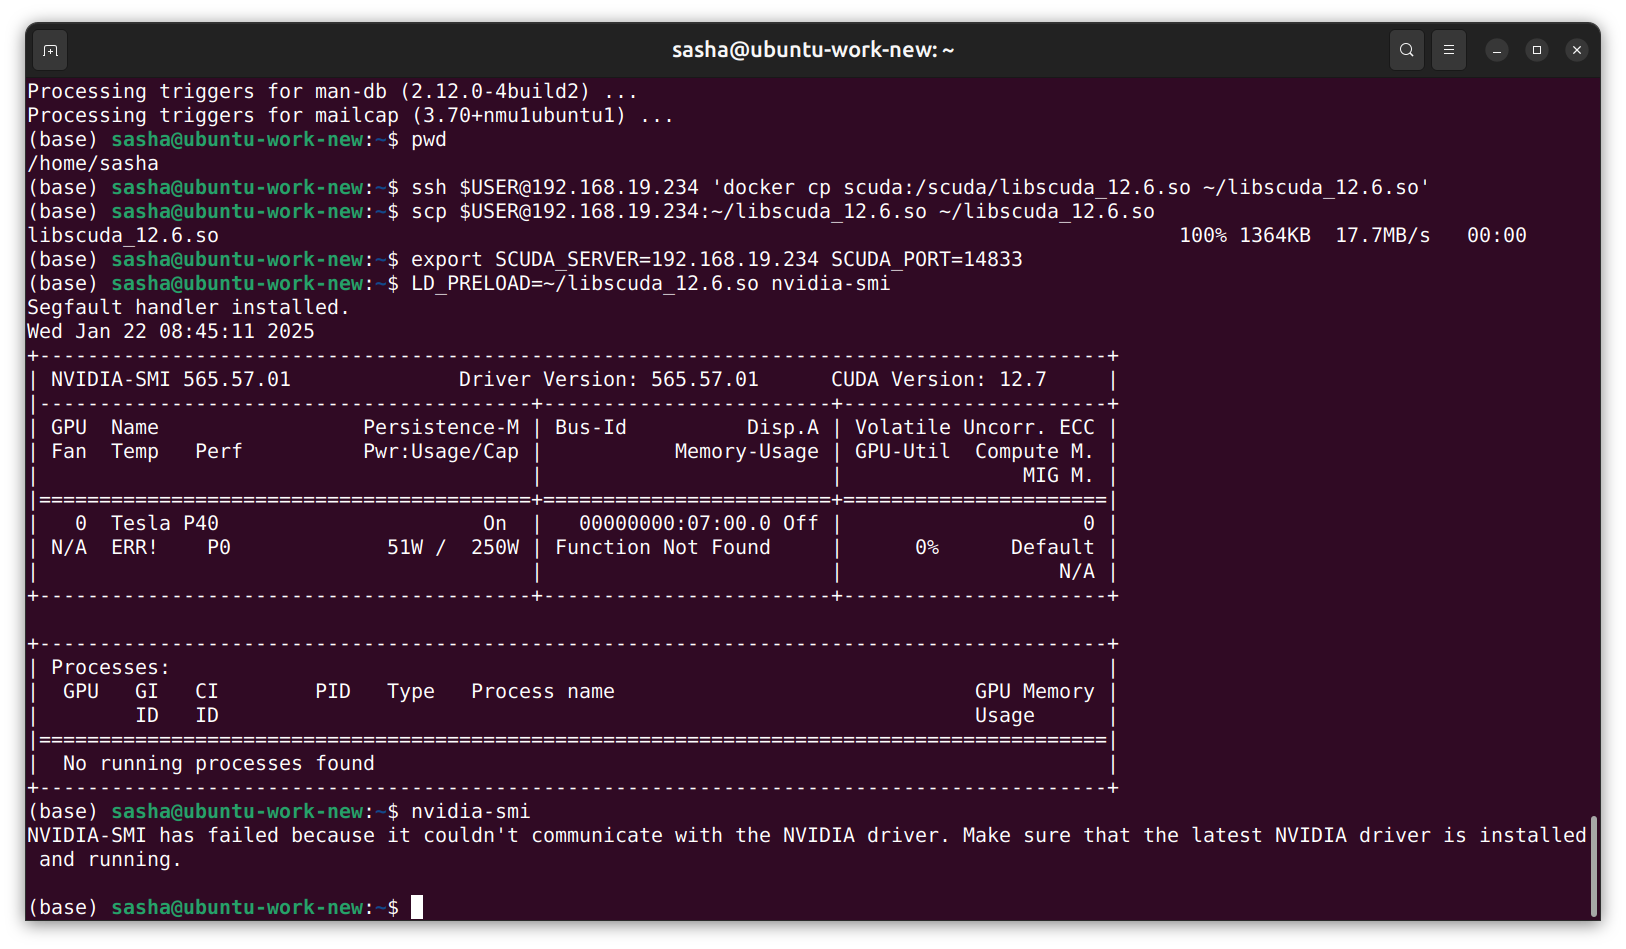 sasha@ubuntu-work-new: ~
Processing triggers for man-db (2.12.0-4build2) ...
Processing triggers for mailcap (3.70+nmu1ubuntu1) ...
(base) sasha@ubuntu-work-new:~$ pwd
/home/sasha
(base) sasha@ubuntu-work-new:~$ ssh $USER@192.168.19.234 'docker cp scuda:/scuda/libscuda_12.6.so ~/libscuda_12.6.so'
(base) sasha@ubuntu-work-new:~$ scp $USER@192.168.19.234:~/libscuda_12.6.so ~/libscuda_12.6.so
libscuda_12.6.so                                                                                100% 1364KB  17.7MB/s   00:00
(base) sasha@ubuntu-work-new:~$ export SCUDA_SERVER=192.168.19.234 SCUDA_PORT=14833
(base) sasha@ubuntu-work-new:~$ LD_PRELOAD=~/libscuda_12.6.so nvidia-smi
Segfault handler installed.
Wed Jan 22 08:45:11 2025
+-----------------------------------------------------------------------------------------+
| NVIDIA-SMI 565.57.01              Driver Version: 565.57.01      CUDA Version: 12.7     |
|-----------------------------------------+------------------------+----------------------+
| GPU  Name                 Persistence-M | Bus-Id          Disp.A | Volatile Uncorr. ECC |
| Fan  Temp   Perf          Pwr:Usage/Cap |           Memory-Usage | GPU-Util  Compute M. |
|                                         |                        |               MIG M. |
|=========================================+========================+======================|
|   0  Tesla P40                      On  |   00000000:07:00.0 Off |                    0 |
| N/A  ERR!    P0             51W /  250W | Function Not Found     |      0%      Default |
|                                         |                        |                  N/A |
+-----------------------------------------+------------------------+----------------------+
+-----------------------------------------------------------------------------------------+
| Processes:                                                                              |
|  GPU   GI   CI        PID   Type   Process name                              GPU Memory |
|        ID   ID                                                               Usage      |
|=========================================================================================|
|  No running processes found                                                             |
+-----------------------------------------------------------------------------------------+
(base) sasha@ubuntu-work-new:~$ nvidia-smi
NVIDIA-SMI has failed because it couldn't communicate with the NVIDIA driver. Make sure that the latest NVIDIA driver is installed
 and running.
(base) sasha@ubuntu-work-new:~$